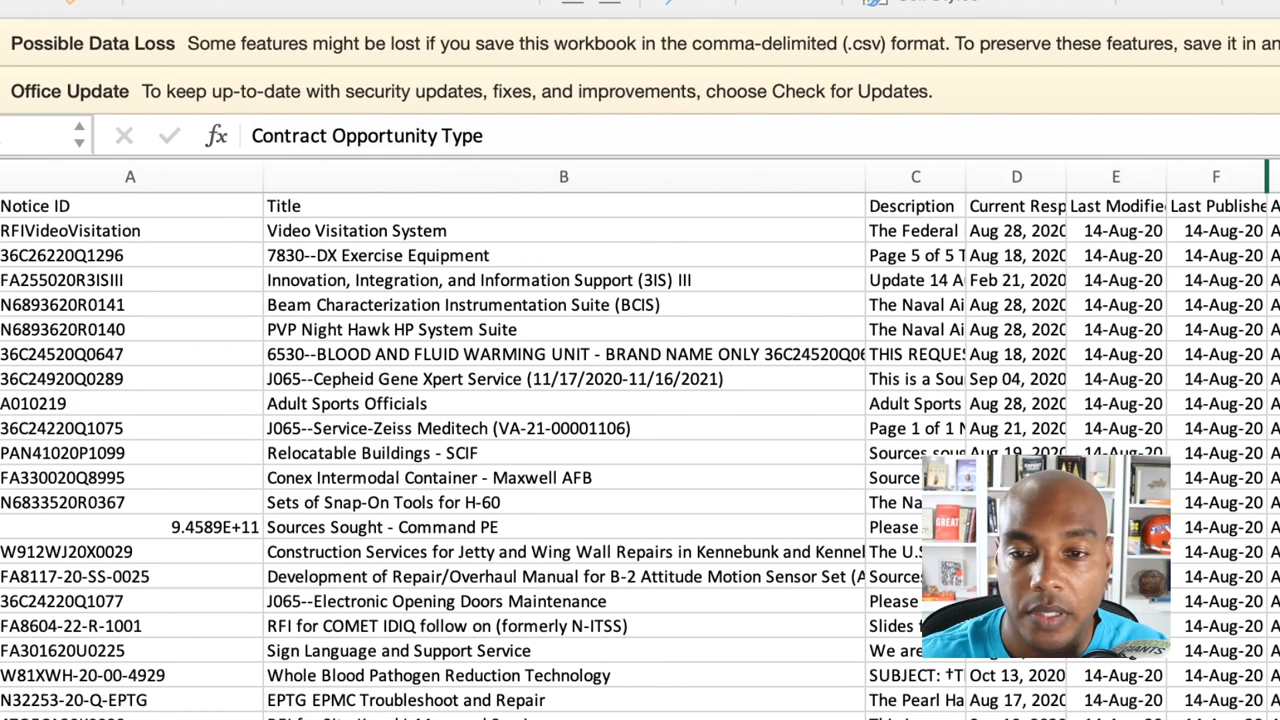 Possible Data Loss Some features might be lost if you save this workbook in the comma-delimited (.csv) format. To preserve these features, save it in an
Office Update To keep up-to-date with security updates, fixes, and improvements, choose Check for Updates.
fx Contract Opportunity Type
A B C D E F
Notice ID Title Description Current Resp Last Modifie Last Publishe A
RFIVideoVisitation Video Visitation System The Federal Aug 28, 2020 14-Aug-20 14-Aug-20 A
36C26220Q1296 7830--DX Exercise Equipment Page 5 of 5 T Aug 18, 2020 14-Aug-20 14-Aug-20 A
FA255020R3ISIII Innovation, Integration, and Information Support (3IS) III Update 14 A Feb 21, 2020 14-Aug-20 14-Aug-20 A
N6893620R0141 Beam Characterization Instrumentation Suite (BCIS) The Naval Ai Aug 28, 2020 14-Aug-20 14-Aug-20 A
N6893620R0140 PVP Night Hawk HP System Suite The Naval Ai Aug 28, 2020 14-Aug-20 14-Aug-20 A
36C24520Q0647 6530--BLOOD AND FLUID WARMING UNIT - BRAND NAME ONLY 36C24520Q06 THIS REQUES Aug 18, 2020 14-Aug-20 14-Aug-20 A
36C24920Q0289 J065--Cepheid Gene Xpert Service (11/17/2020-11/16/2021) This is a Sou Sep 04, 2020 14-Aug-20 14-Aug-20 A
A010219 Adult Sports Officials Adult Sports Aug 28, 2020 14-Aug-20 14-Aug-20 A
36C24220Q1075 J065--Service-Zeiss Meditech (VA-21-00001106) Page 1 of 1 N Aug 21, 2020 14-Aug-20 14-Aug-20 A
PAN41020P1099 Relocatable Buildings - SCIF Sources soug Aug 19, 2020 14-Aug-20 14-Aug-20 A
FA330020Q8995 Conex Intermodal Container - Maxwell AFB Source 14-Aug-20 A
N6833520R0367 Sets of Snap-On Tools for H-60 The Na 14-Aug-20 A
9.4589E+11 Sources Sought - Command PE Please 14-Aug-20 A
W912WJ20X0029 Construction Services for Jetty and Wing Wall Repairs in Kennebunk and Kennel The U.S 14-Aug-20 A
FA8117-20-SS-0025 Development of Repair/Overhaul Manual for B-2 Attitude Motion Sensor Set (A Sources 14-Aug-20 A
36C24220Q1077 J065--Electronic Opening Doors Maintenance Please 14-Aug-20 A
FA8604-22-R-1001 RFI for COMET IDIQ follow on (formerly N-ITSS) Slides 14-Aug-20 A
FA301620U0225 Sign Language and Support Service We are 14-Aug-20 A
W81XWH-20-00-4929 Whole Blood Pathogen Reduction Technology SUBJECT: †T Oct 13, 2020 14-Aug-20 14-Aug-20 A
N32253-20-Q-EPTG EPTG EPMC Troubleshoot and Repair The Pearl Ha Aug 17, 2020 14-Aug-20 14-Aug-20 A
GREAT
GIANTS